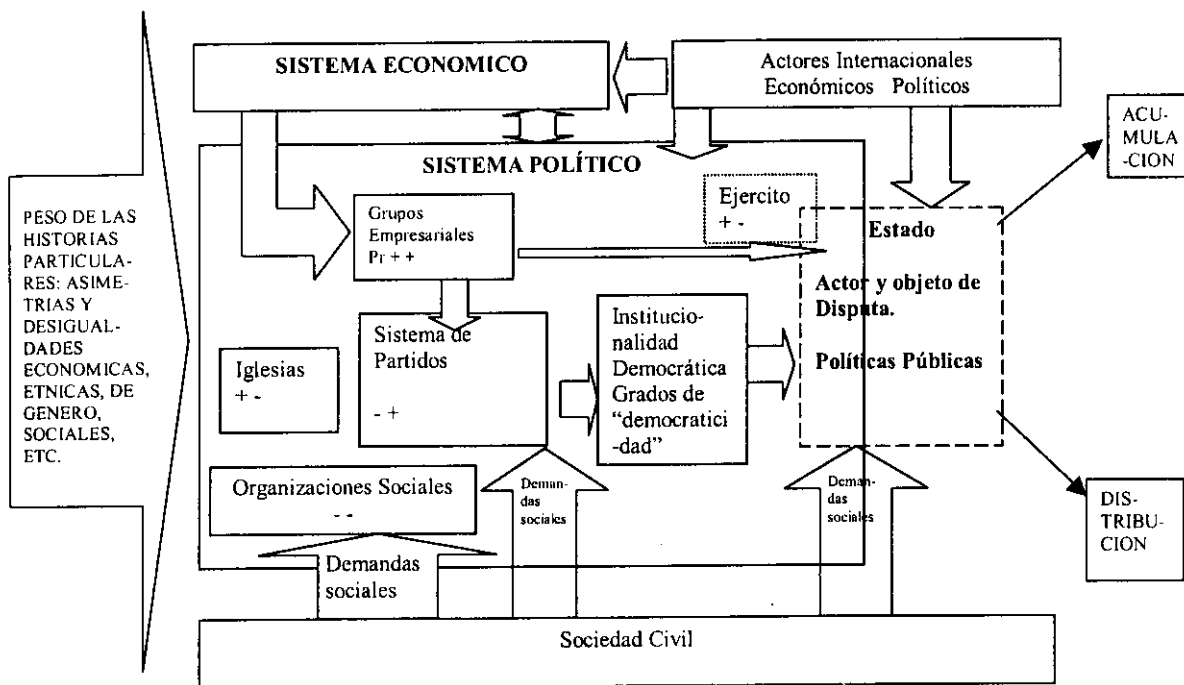 SISTEMA ECONOMICO
Actores Internacionales
Económicos Políticos
ACU-
MULA
-CION
SISTEMA POLÍTICO
PESO DE LAS
HISTORIAS
PARTICULA-
RES: ASIME-
TRIAS Y
DESIGUAL-
DADES
ECONOMICAS,
ETNICAS, DE
GENERO,
SOCIALES,
ETC.
Grupos
Empresariales
Pr + +
Ejercito
+ -
Estado
Actor y objeto de
Disputa.
Políticas Públicas
Sistema de
Partidos
- +
Institucio-
nalidad
Democrática
Grados de
“democratici
-dad”
Iglesias
+ -
Organizaciones Sociales
- -
Deman-
das
sociales
Deman-
das
sociales
DIS-
TRIBU-
CION
Demandas
sociales
Sociedad Civil